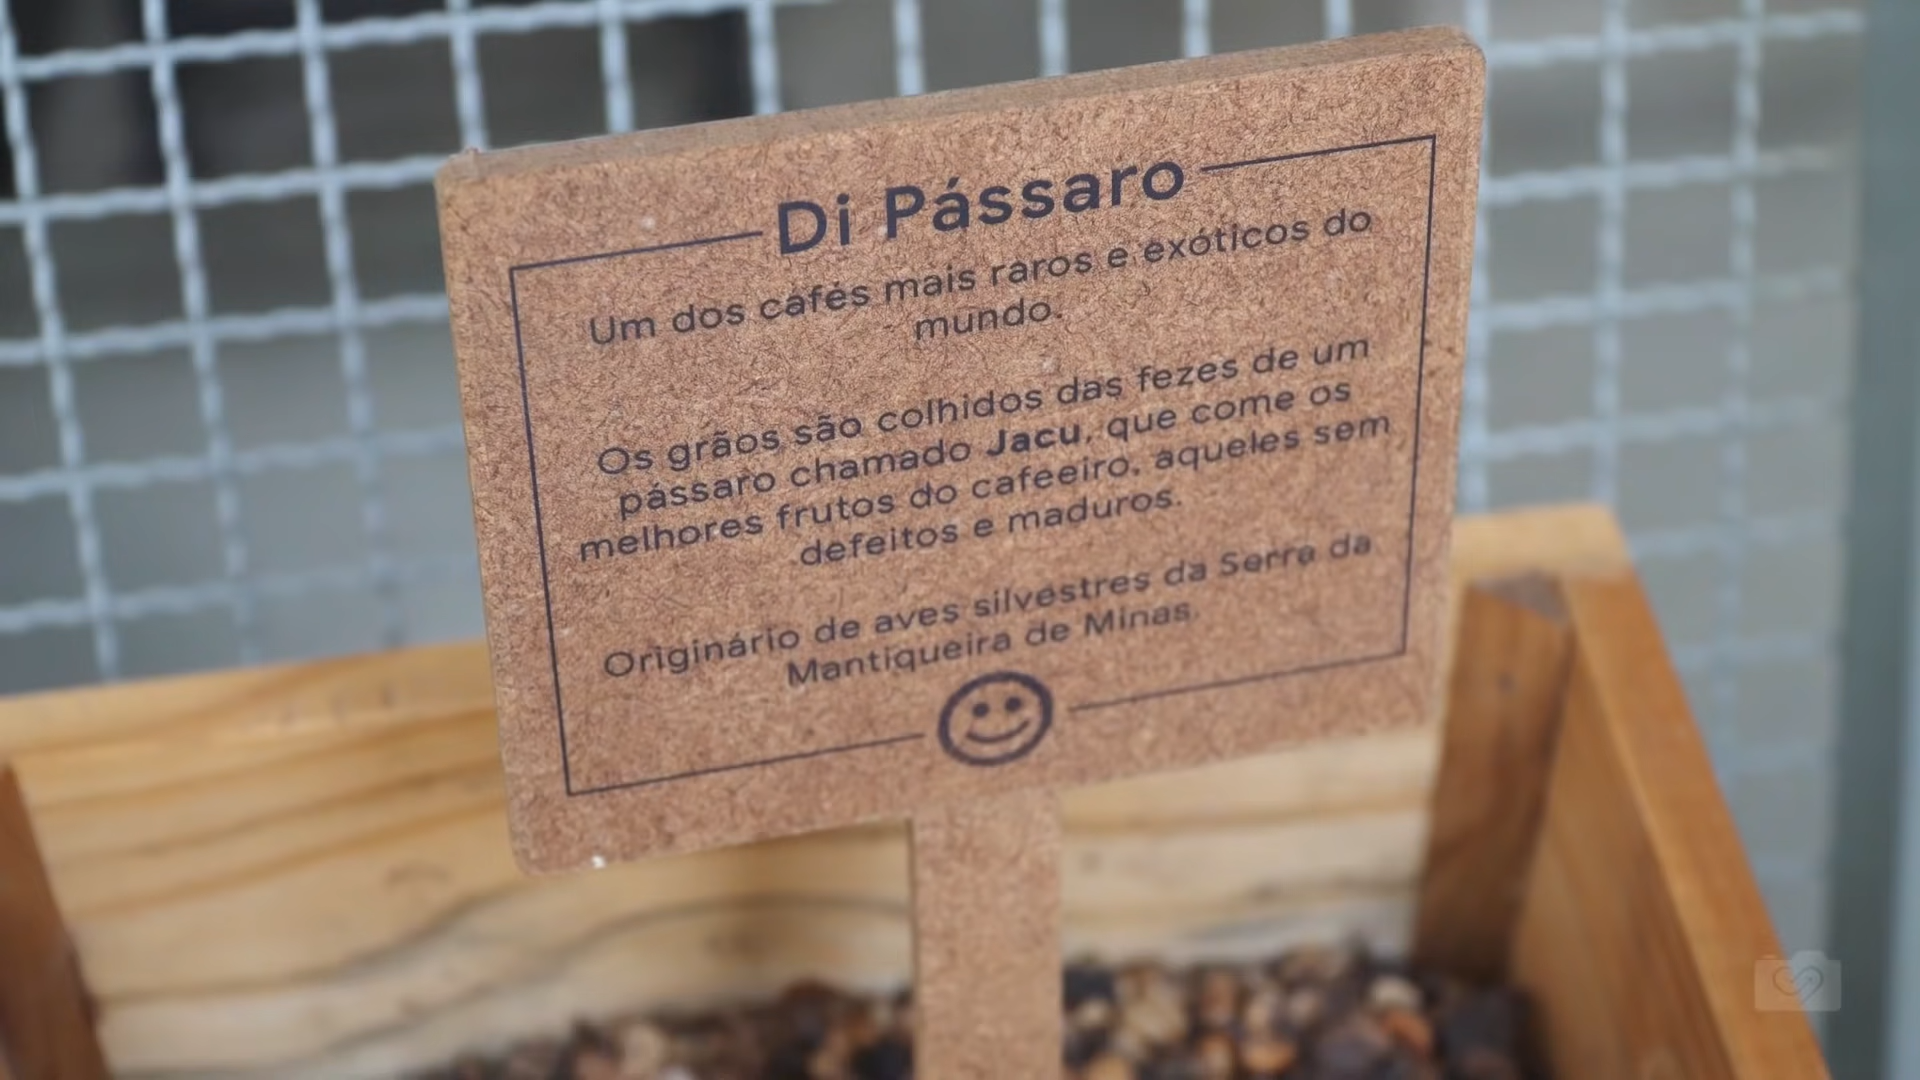 Di Pássaro
Um dos cafés mais raros e exóticos do
mundo.
Os grãos são colhidos das fezes de um
pássaro chamado Jacu, que come os
melhores frutos do cafeeiro, aqueles sem
defeitos e maduros.
Originário de aves silvestres da Serra da
Mantiqueira de Minas.